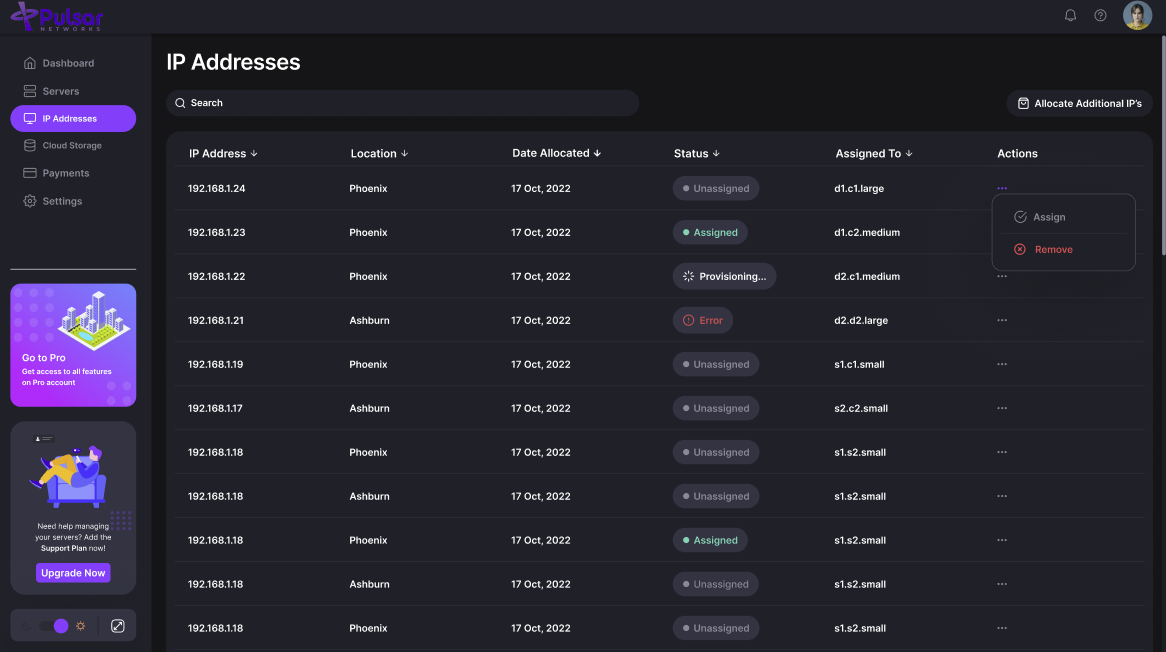 Pulsar
NETWORKS
Dashboard
Servers
IP Addresses
Cloud Storage
Payments
Settings
Go to Pro
Get access to all features
on Pro account
Need help managing
your servers? Add the
Support Plan now!
Upgrade Now
IP Addresses
Search
Allocate Additional IP's
IP Address Location Date Allocated Status Assigned To Actions
192.168.1.24 Phoenix 17 Oct, 2022 Unassigned d1.c1.large ...
Assign
Remove
192.168.1.23 Phoenix 17 Oct, 2022 Assigned d1.c2.medium
192.168.1.22 Phoenix 17 Oct, 2022 Provisioning... d2.c1.medium ...
192.168.1.21 Ashburn 17 Oct, 2022 Error d2.d2.large ...
192.168.1.19 Phoenix 17 Oct, 2022 Unassigned s1.c1.small ...
192.168.1.17 Ashburn 17 Oct, 2022 Unassigned s2.c2.small ...
192.168.1.18 Phoenix 17 Oct, 2022 Unassigned s1.s2.small ...
192.168.1.18 Ashburn 17 Oct, 2022 Unassigned s1.s2.small ...
192.168.1.18 Phoenix 17 Oct, 2022 Assigned s1.s2.small ...
192.168.1.18 Ashburn 17 Oct, 2022 Unassigned s1.s2.small ...
192.168.1.18 Phoenix 17 Oct, 2022 Unassigned s1.s2.small ...